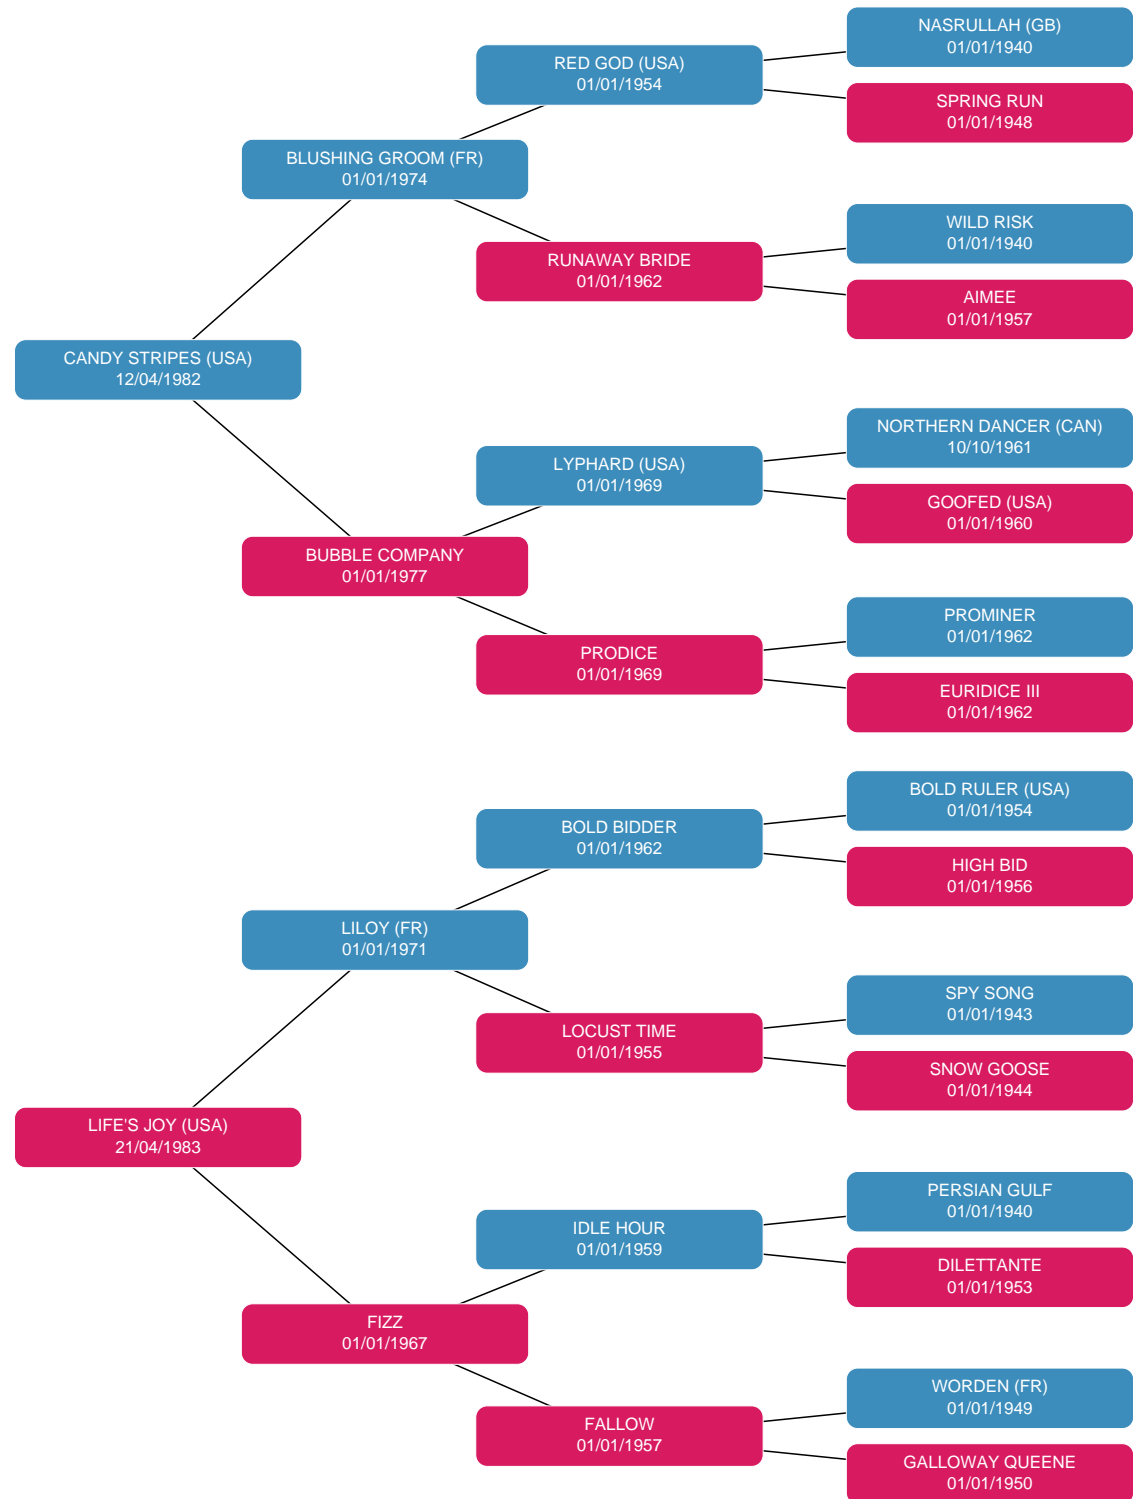 NASRULLAH (GB)
01/01/1940
RED GOD (USA)
01/01/1954
SPRING RUN
01/01/1948
BLUSHING GROOM (FR)
01/01/1974
WILD RISK
01/01/1940
RUNAWAY BRIDE
01/01/1962
AIMEE
01/01/1957
CANDY STRIPES (USA)
12/04/1982
NORTHERN DANCER (CAN)
10/10/1961
LYPHARD (USA)
01/01/1969
GOOFED (USA)
01/01/1960
BUBBLE COMPANY
01/01/1977
PROMINER
01/01/1962
PRODICE
01/01/1969
EURIDICE III
01/01/1962
BOLD RULER (USA)
01/01/1954
BOLD BIDDER
01/01/1962
HIGH BID
01/01/1956
LILOY (FR)
01/01/1971
SPY SONG
01/01/1943
LOCUST TIME
01/01/1955
SNOW GOOSE
01/01/1944
LIFE'S JOY (USA)
21/04/1983
PERSIAN GULF
01/01/1940
IDLE HOUR
01/01/1959
DILETTANTE
01/01/1953
FIZZ
01/01/1967
WORDEN (FR)
01/01/1949
FALLOW
01/01/1957
GALLOWAY QUEENE
01/01/1950